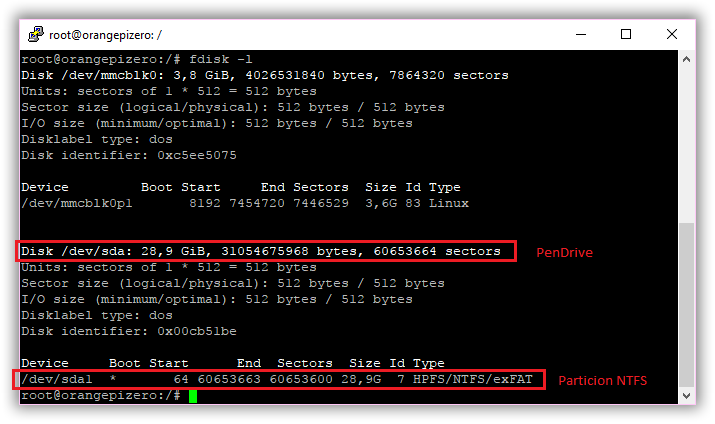 root@orangepizero: /
root@orangepizero:/# fdisk -l
Disk /dev/mmcblk0: 3,8 GiB, 4026531840 bytes, 7864320 sectors
Units: sectors of 1 * 512 = 512 bytes
Sector size (logical/physical): 512 bytes / 512 bytes
I/O size (minimum/optimal): 512 bytes / 512 bytes
Disklabel type: dos
Disk identifier: 0xc5ee5075
Device         Boot Start     End Sectors  Size Id Type
/dev/mmcblk0p1       8192 7454720 7446529  3,6G 83 Linux
Disk /dev/sda: 28,9 GiB, 31054675968 bytes, 60653664 sectors
PenDrive
Units: sectors of 1 * 512 = 512 bytes
Sector size (logical/physical): 512 bytes / 512 bytes
I/O size (minimum/optimal): 512 bytes / 512 bytes
Disklabel type: dos
Disk identifier: 0x00cb51be
Device     Boot Start      End  Sectors  Size Id Type
/dev/sda1  *       64 60653663 60653600 28,9G  7 HPFS/NTFS/exFAT
Particion NTFS
root@orangepizero:/#